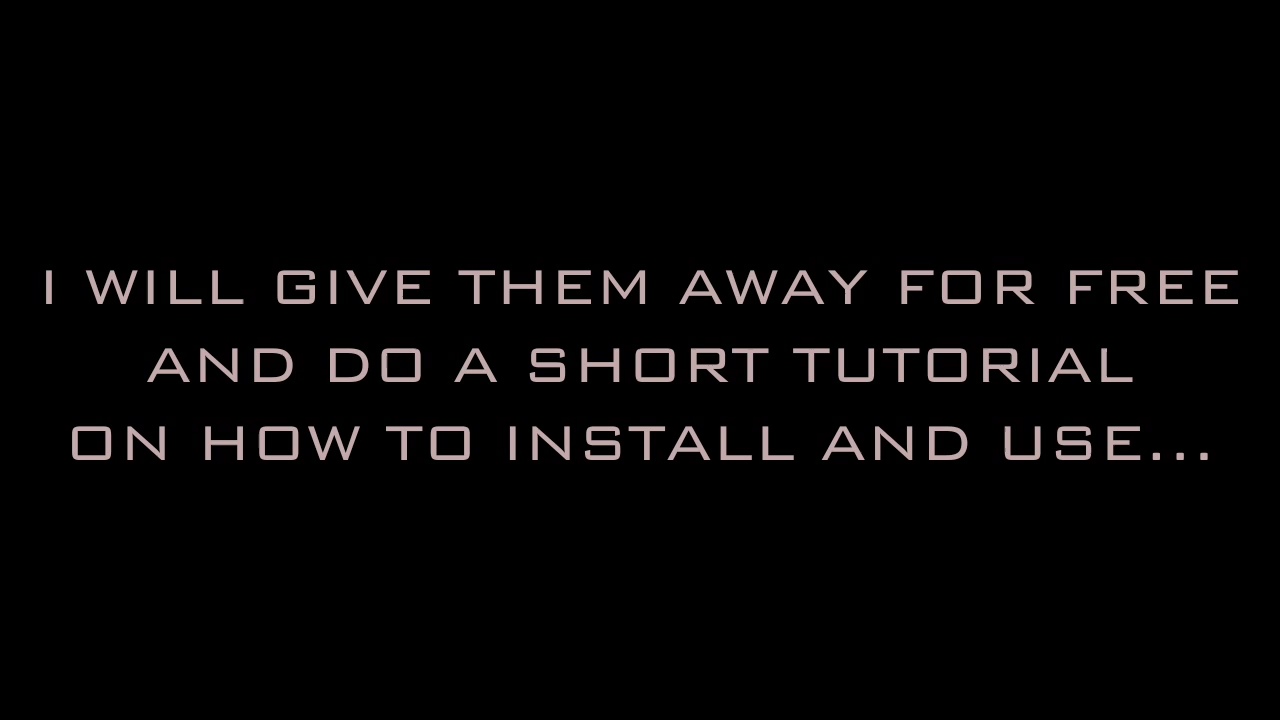 I WILL GIVE THEM AWAY FOR FREE
AND DO A SHORT TUTORIAL
ON HOW TO INSTALL AND USE...